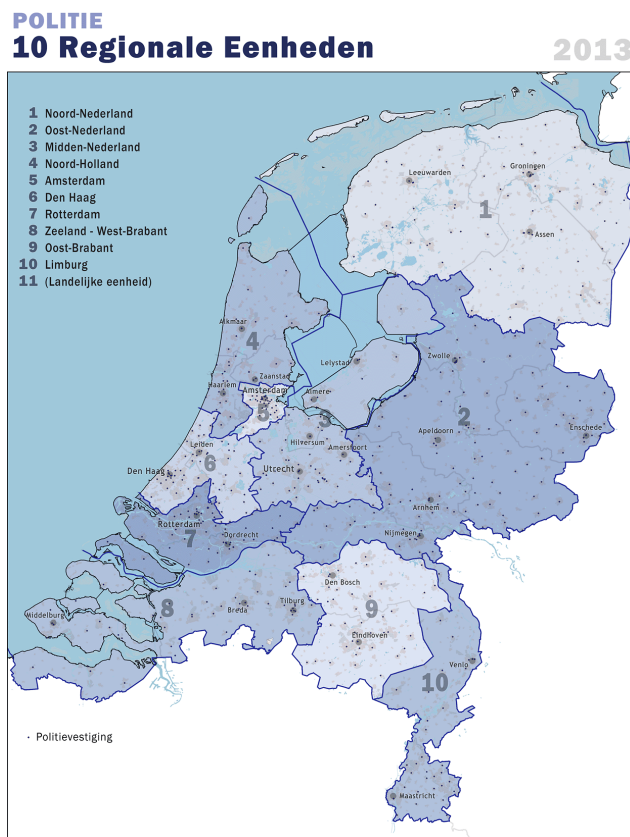 POLITIE
10 Regionale Eenheden
2013
1 Noord-Nederland
2 Oost-Nederland
3 Midden-Nederland
4 Noord-Holland
5 Amsterdam
6 Den Haag
7 Rotterdam
8 Zeeland - West-Brabant
9 Oost-Brabant
10 Limburg
11 (Landelijke eenheid)
Leeuwarden
Groningen
1
Assen
Alkmaar
4
Lelystad
Zwolle
Zaanstad
Haarlem
Amsterdam
Almere
5
3
2
Apeldoorn
Enschede
Leiden
Hilversum
Amersfoort
6
Den Haag
Utrecht
Arnhem
Rotterdam
7
Dordrecht
Nijmegen
Den Bosch
8
Middelburg
Breda
Tilburg
9
Eindhoven
Venlo
10
· Politievestiging
Maastricht